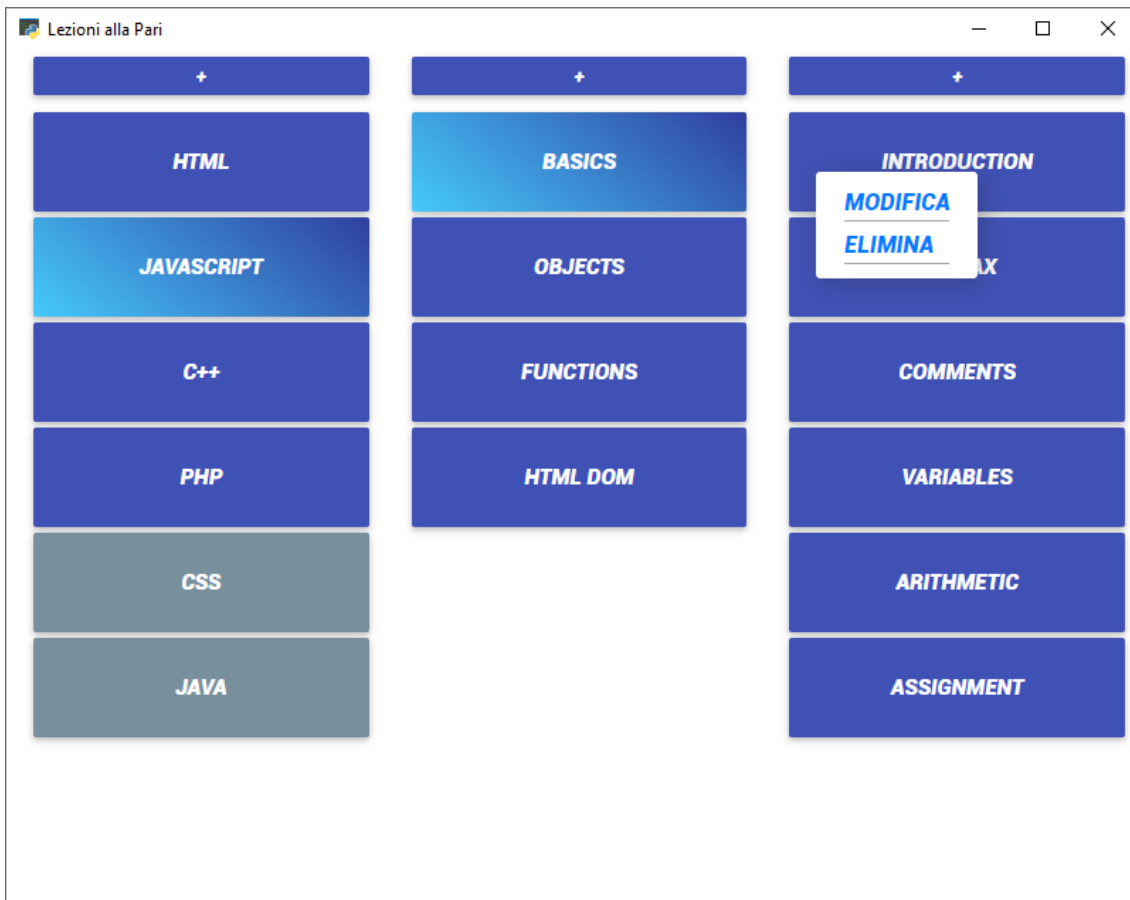 Lezioni alla Pari
+
+
+
HTML
BASICS
INTRODUCTION
MODIFICA
ELIMINA
JAVASCRIPT
OBJECTS
AX
C++
FUNCTIONS
COMMENTS
PHP
HTML DOM
VARIABLES
CSS
ARITHMETIC
JAVA
ASSIGNMENT